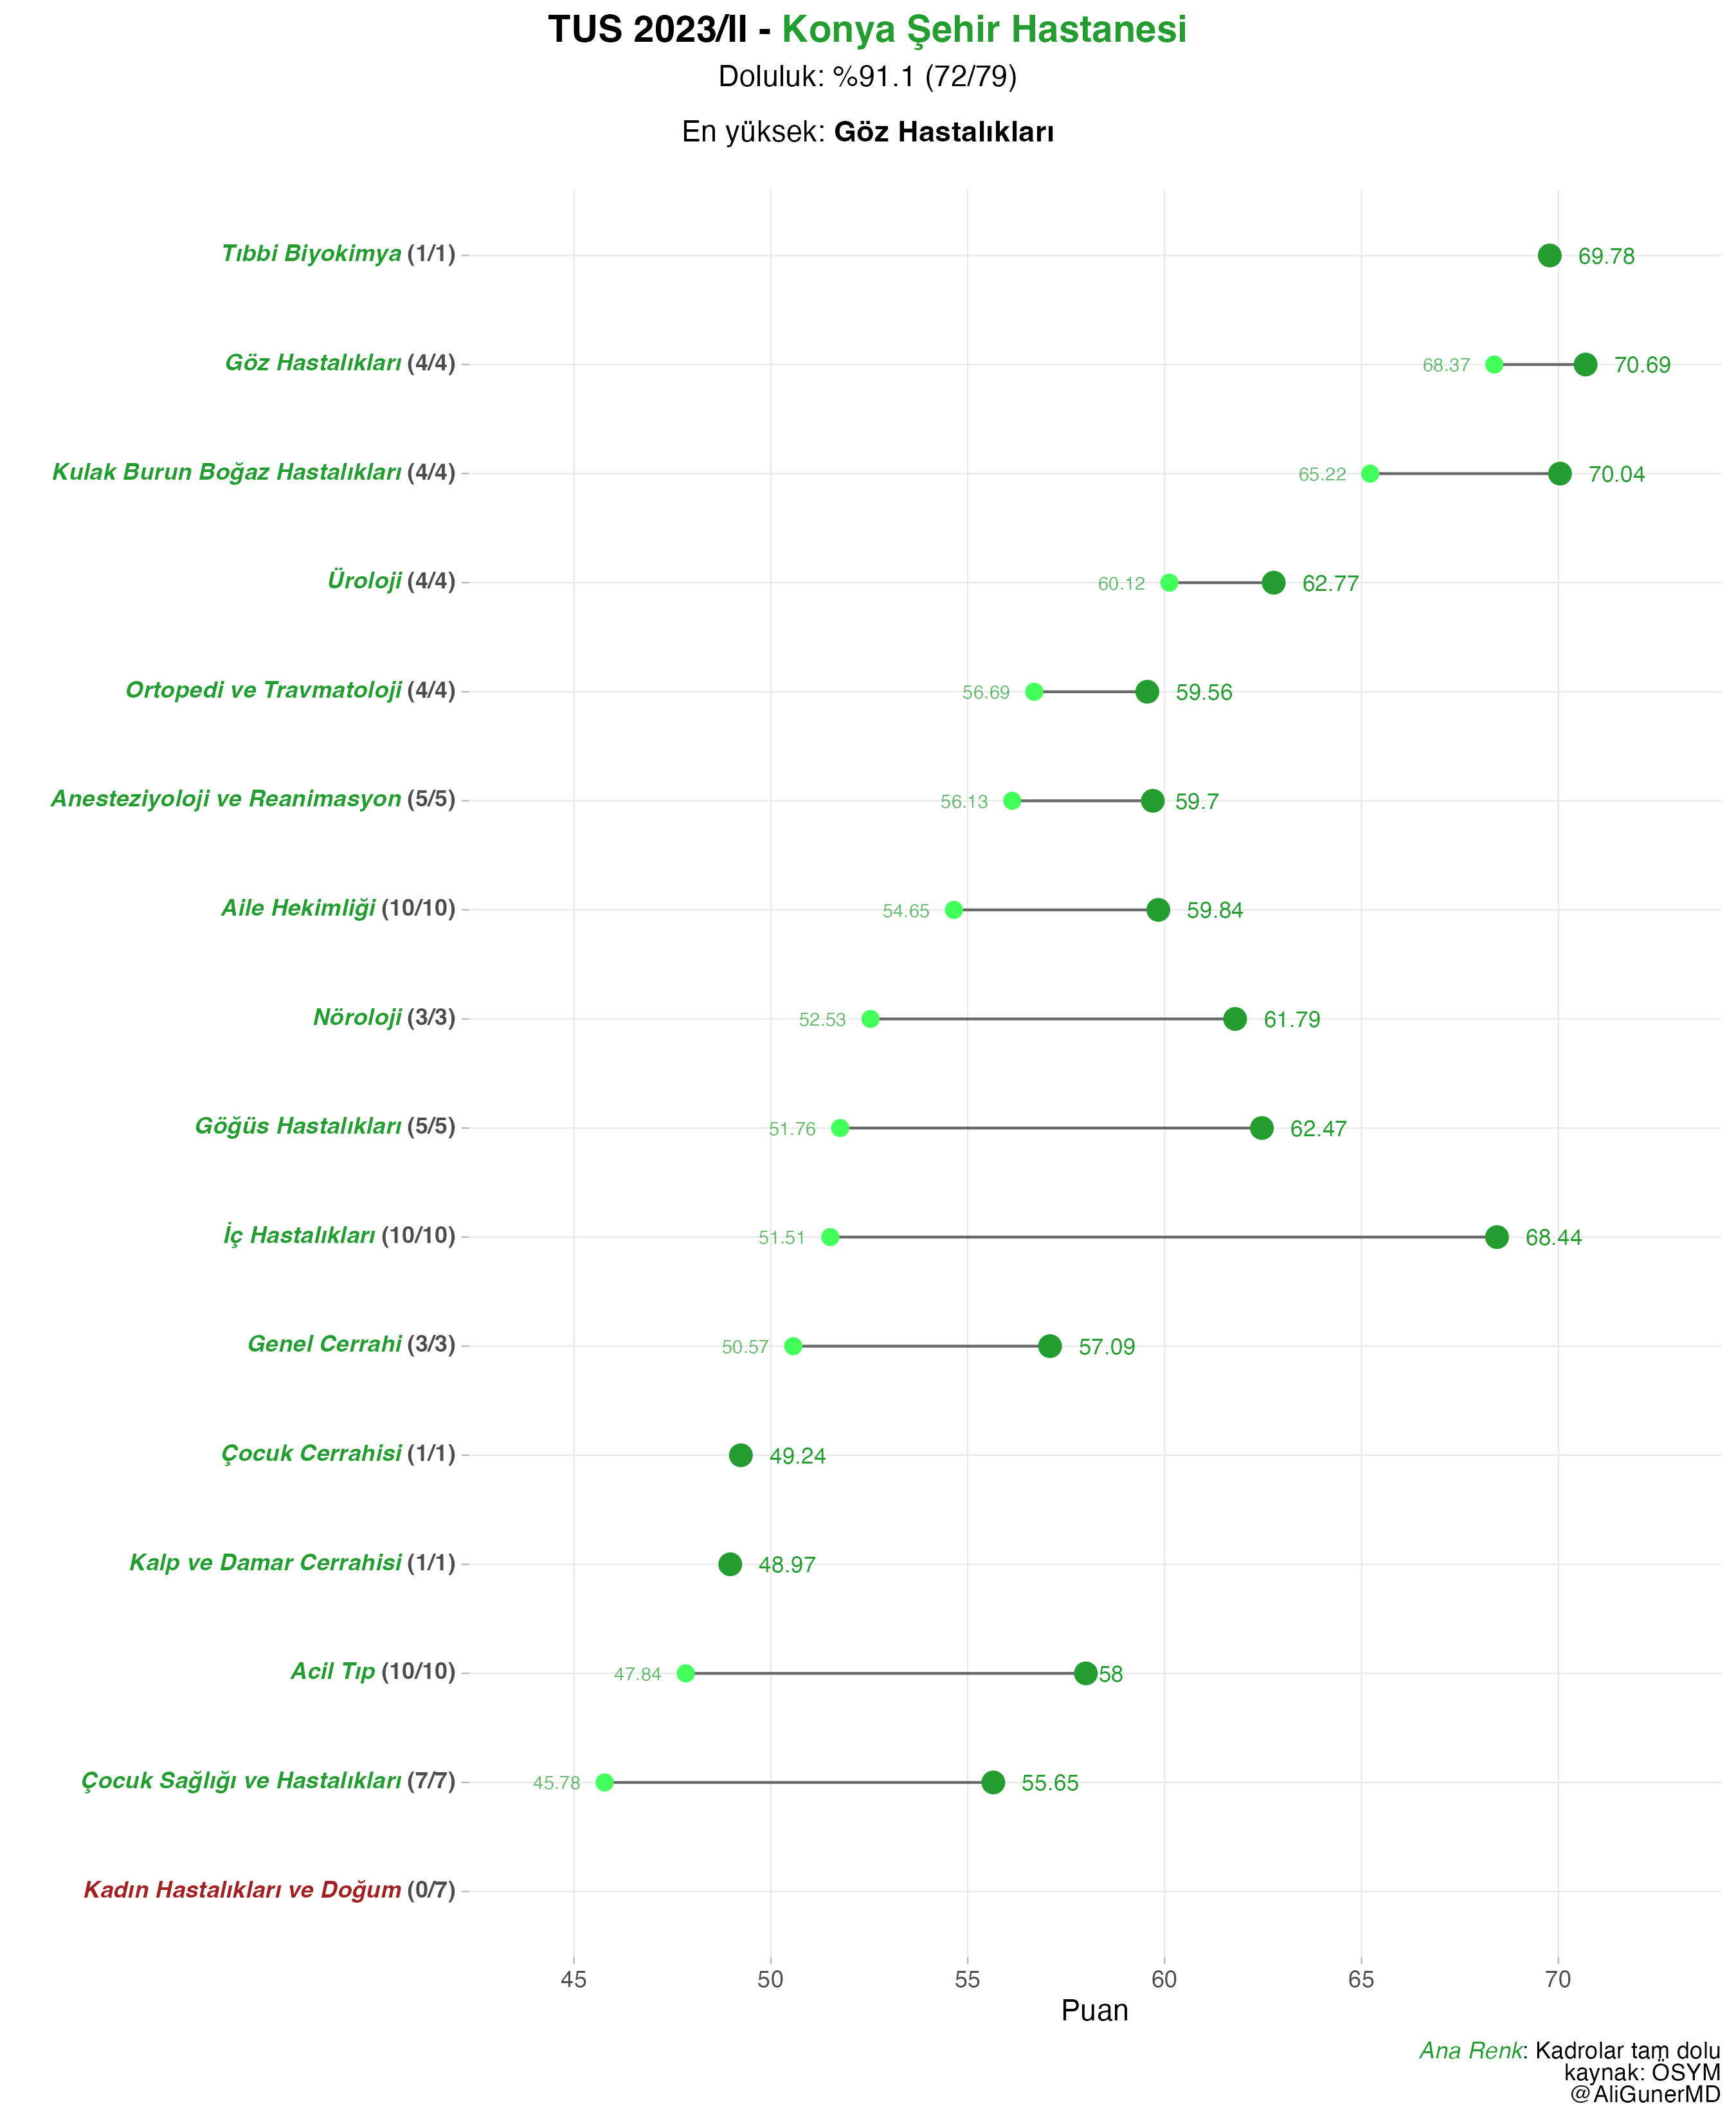 TUS 2023/II - Konya Şehir Hastanesi
Doluluk: %91.1 (72/79)
En yüksek: Göz Hastalıkları
Tıbbi Biyokimya (1/1) 69.78
Göz Hastalıkları (4/4) 68.37 70.69
Kulak Burun Boğaz Hastalıkları (4/4) 65.22 70.04
Üroloji (4/4) 60.12 62.77
Ortopedi ve Travmatoloji (4/4) 56.69 59.56
Anesteziyoloji ve Reanimasyon (5/5) 56.13 59.7
Aile Hekimliği (10/10) 54.65 59.84
Nöroloji (3/3) 52.53 61.79
Göğüs Hastalıkları (5/5) 51.76 62.47
İç Hastalıkları (10/10) 51.51 68.44
Genel Cerrahi (3/3) 50.57 57.09
Çocuk Cerrahisi (1/1) 49.24
Kalp ve Damar Cerrahisi (1/1) 48.97
Acil Tıp (10/10) 47.84 58
Çocuk Sağlığı ve Hastalıkları (7/7) 45.78 55.65
Kadın Hastalıkları ve Doğum (0/7)
45 50 55 60 65 70
Puan
Ana Renk: Kadrolar tam dolu
kaynak: ÖSYM
@AliGunerMD